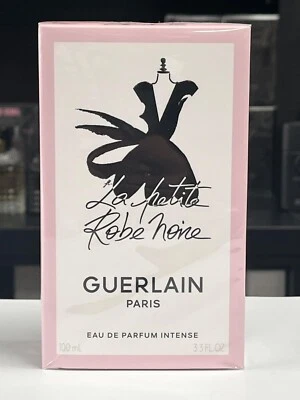 La petite
Robe noire
GUERLAIN
PARIS
EAU DE PARFUM INTENSE
100 mL 3.3 FL.OZ